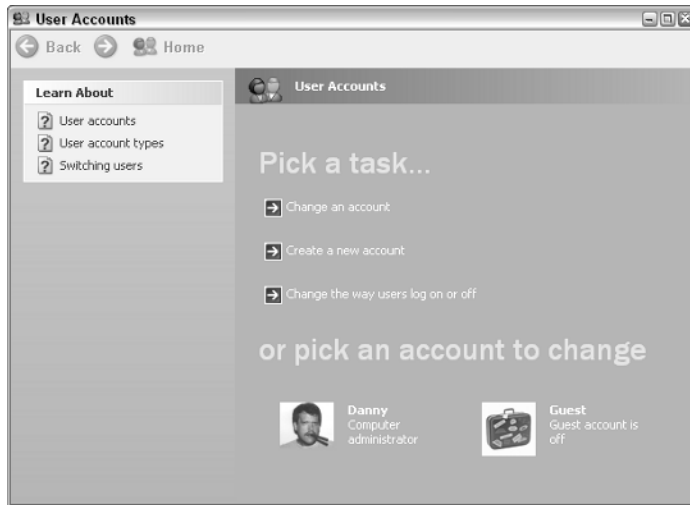 User Accounts
Back Home
Learn About
User accounts
User account types
Switching users
User Accounts
Pick a task...
Change an account
Create a new account
Change the way users log on or off
or pick an account to change
Danny
Computer
administrator
Guest
Guest account is
off